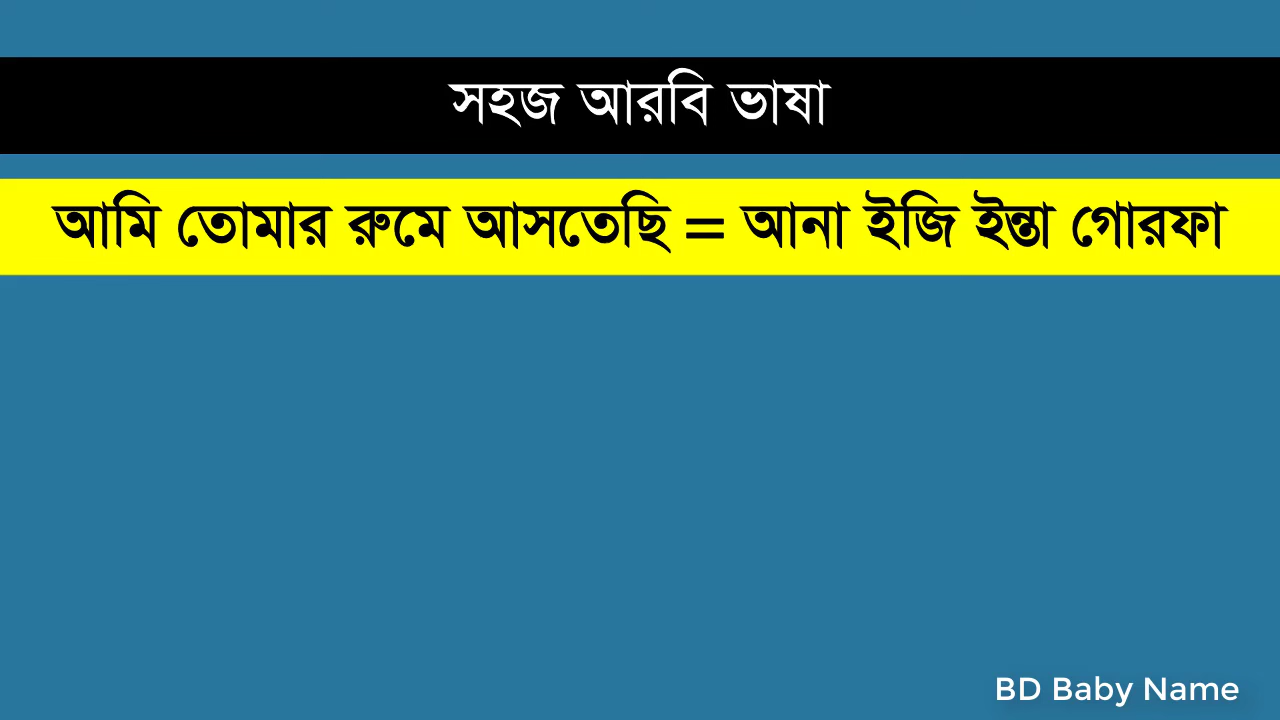 সহজ আরবি ভাষা
আমি তোমার রুমে আসতেছি = আনা ইজি ইন্তা গোরফা
BD Baby Name